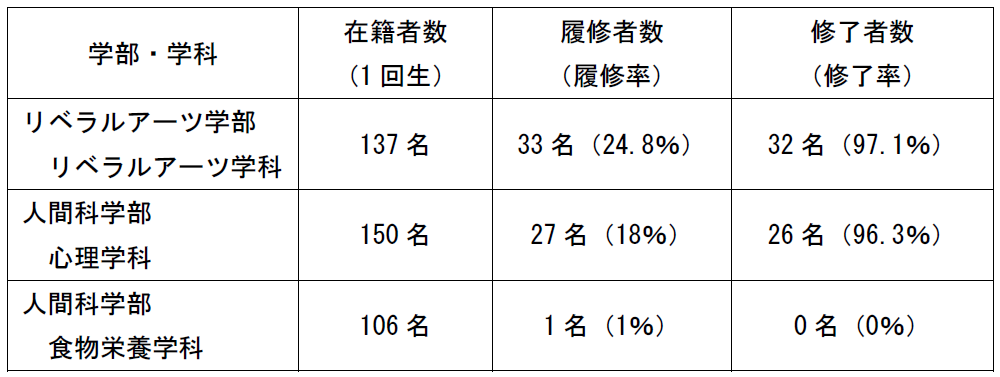 学部・学科
在籍者数
(1回生)
履修者数
(履修率)
修了者数
(修了率)
リベラルアーツ学部
リベラルアーツ学科
137名
33名(24.8%)
32名(97.1%)
人間科学部
心理学科
150名
27名(18%)
26名(96.3%)
人間科学部
食物栄養学科
106名
1名(1%)
0名(0%)